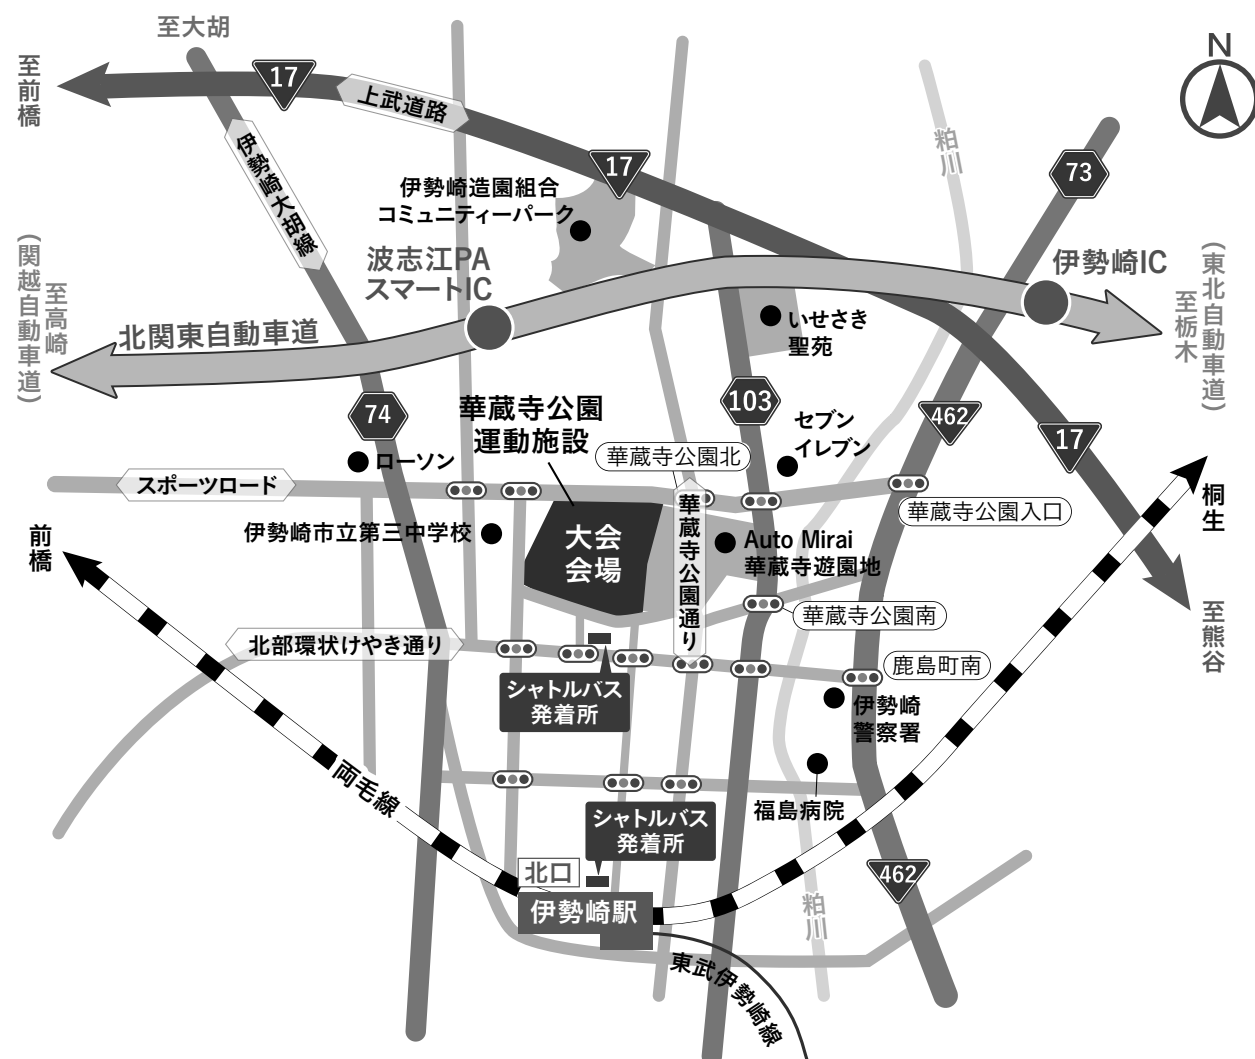 至大胡
N
至前橋
17
上武道路
粕川
伊勢崎大胡線
17
73
伊勢崎造園組合
コミュニティーパーク
(関越自動車道)
至高崎
波志江PA
スマートIC
伊勢崎IC
(東北自動車道)
至栃木
北関東自動車道
いせさき
聖苑
74
華蔵寺公園
運動施設
103
セブン
イレブン
462
17
ローソン
華蔵寺公園北
スポーツロード
華蔵寺公園入口
桐生
前橋
伊勢崎市立第三中学校
大会
会場
華蔵寺公園通り
Auto Mirai
華蔵寺遊園地
華蔵寺公園南
至熊谷
北部環状けやき通り
鹿島町南
シャトルバス
発着所
伊勢崎
警察署
両毛線
福島病院
シャトルバス
発着所
北口
462
伊勢崎駅
粕川
東武伊勢崎線